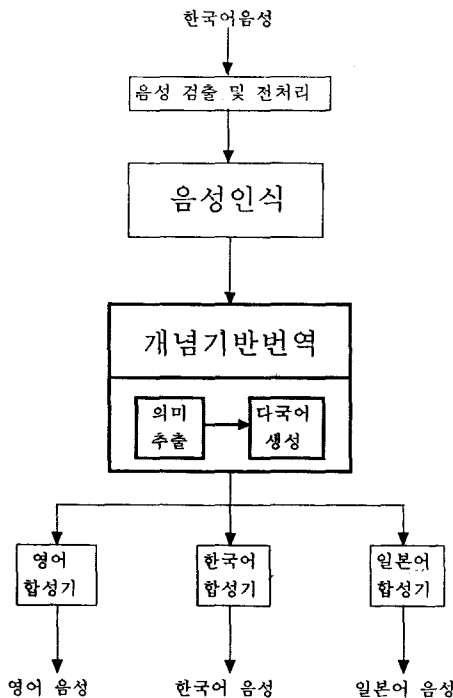 한국어음성
음성 검출 및 전처리
음성인식
개념기반번역
의미
추출
다국어
생성
영어
합성기
한국어
합성기
일본어
합성기
영어 음성
한국어 음성
일본어 음성